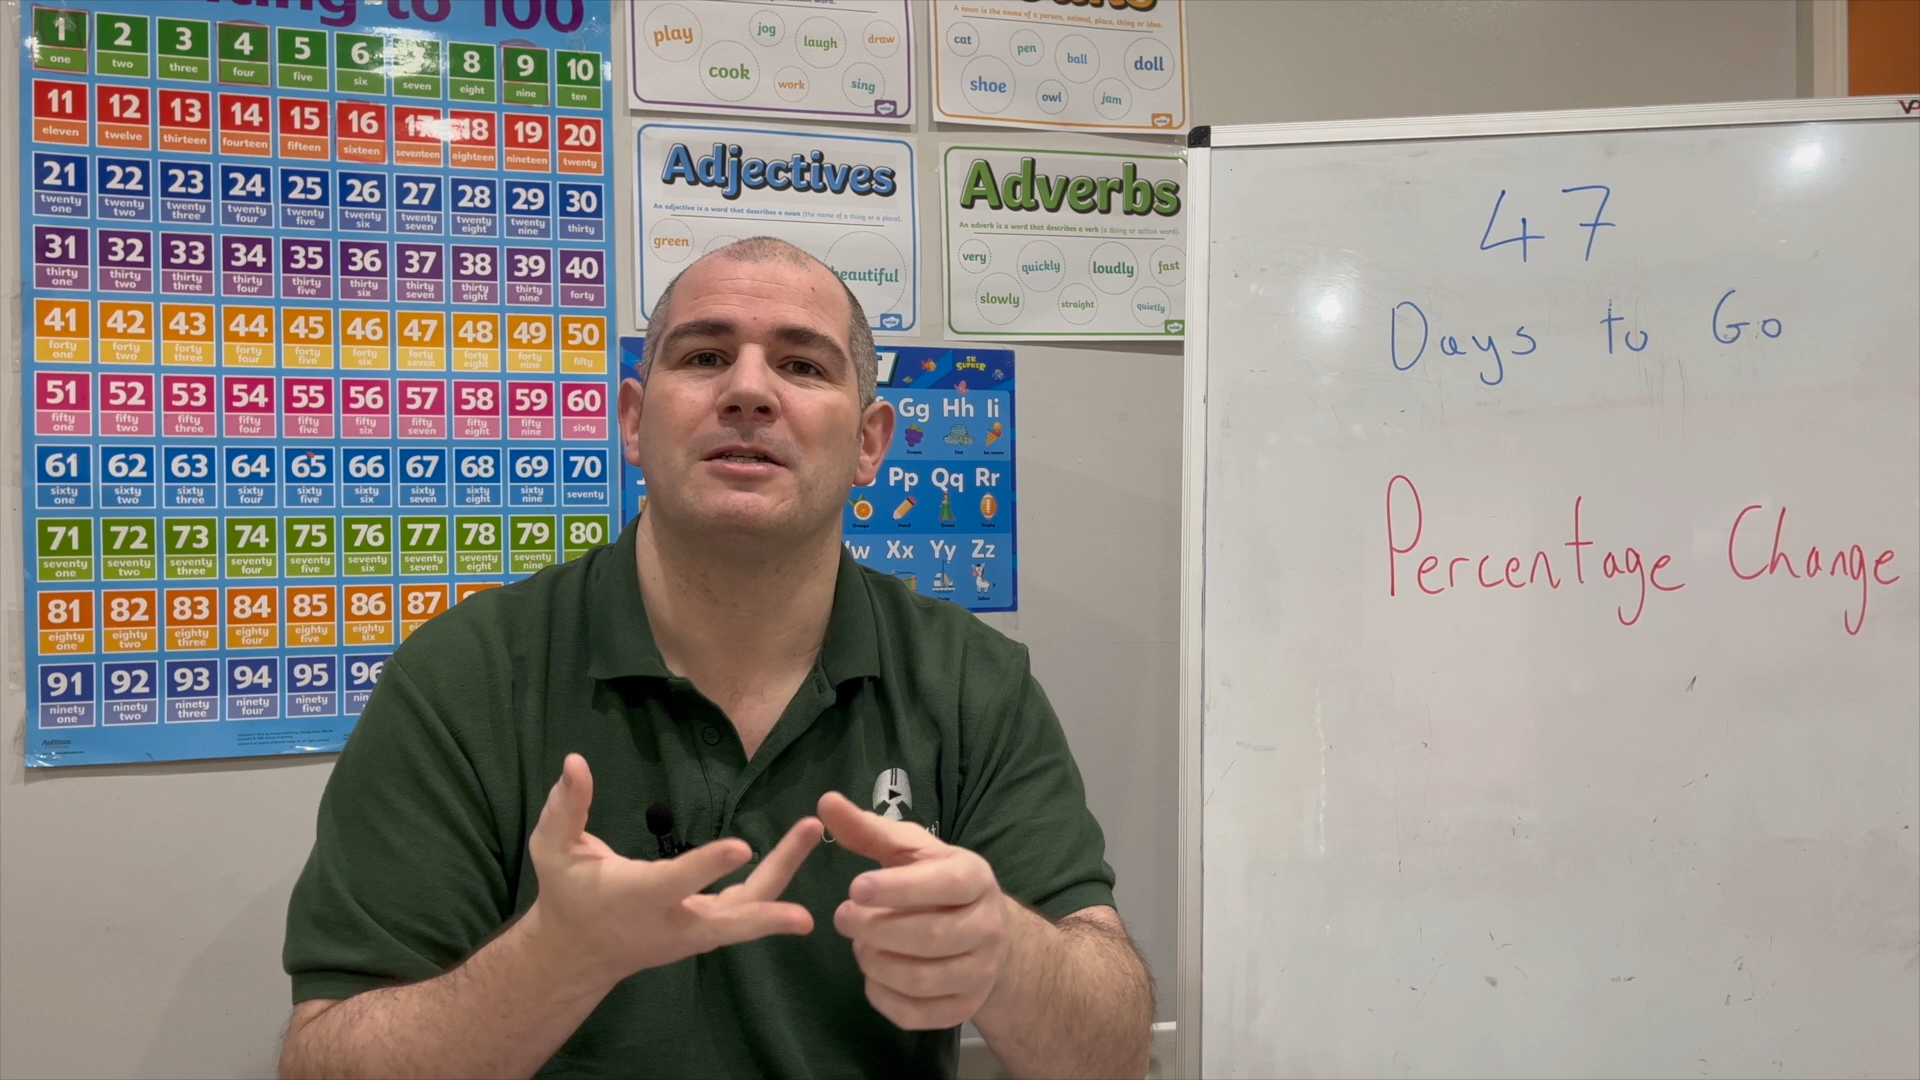 to 100
1 2 3 4 5 6 8 9 10
one two three four five six seven eight nine ten
11 12 13 14 15 16 17 18 19 20
eleven twelve thirteen fourteen fifteen sixteen seventeen eighteen nineteen twenty
21 22 23 24 25 26 27 28 29 30
twenty one twenty two twenty three twenty four twenty five twenty six twenty seven twenty eight twenty nine thirty
31 32 33 34 35 36 37 38 39 40
thirty one thirty two thirty three thirty four thirty five thirty six thirty seven thirty eight thirty nine forty
41 42 43 44 45 46 47 48 49 50
forty one forty two forty three forty four forty five forty six forty seven forty eight forty nine fifty
51 52 53 54 55 56 57 58 59 60
fifty one fifty two fifty three fifty four fifty five fifty six fifty seven fifty eight fifty nine sixty
61 62 63 64 65 66 67 68 69 70
sixty one sixty two sixty three sixty four sixty five sixty six sixty seven sixty eight sixty nine seventy
71 72 73 74 75 76 77 78 79 80
seventy one seventy two seventy three seventy four seventy five seventy six seventy seven seventy eight seventy nine
81 82 83 84 85 86 87
eighty one eighty two eighty three eighty four eighty five eighty six
91 92 93 94 95 96
ninety one ninety two ninety three ninety four ninety five
play jog laugh draw
cook work sing
A noun is the name of a person, animal, place, thing or idea.
cat pen ball doll
shoe owl jam
Adjectives
An adjective is a word that describes a noun (the name of a thing or a place).
green beautiful
Adverbs
An adverb is a word that describes a verb (a doing or action word).
very quickly loudly fast
slowly straight quietly
Gg Hh Ii
Pp Qq Rr
Xx Yy Zz
47
Days to Go
Percentage Change